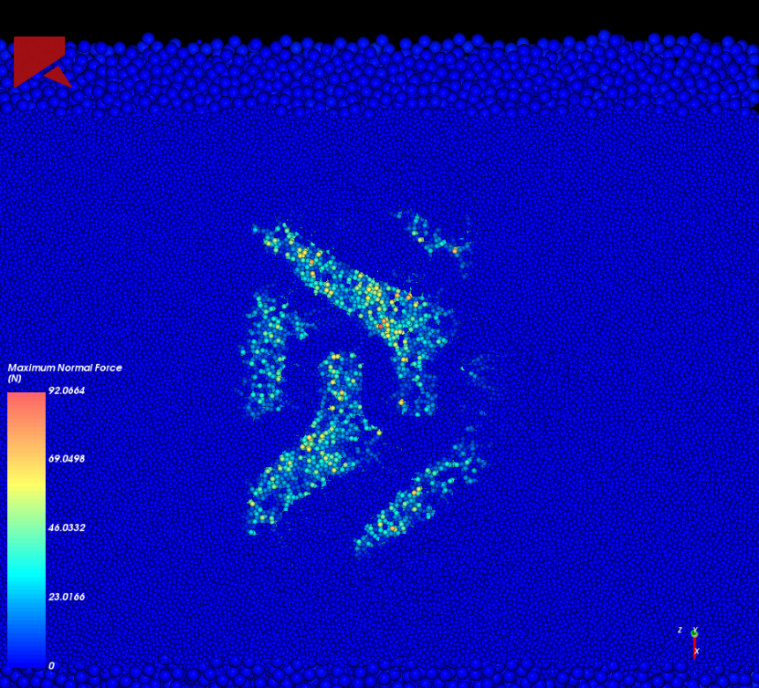 Maximum Normal Force
(N)
92.0664
69.0498
46.0332
23.0166
0
z Y
X